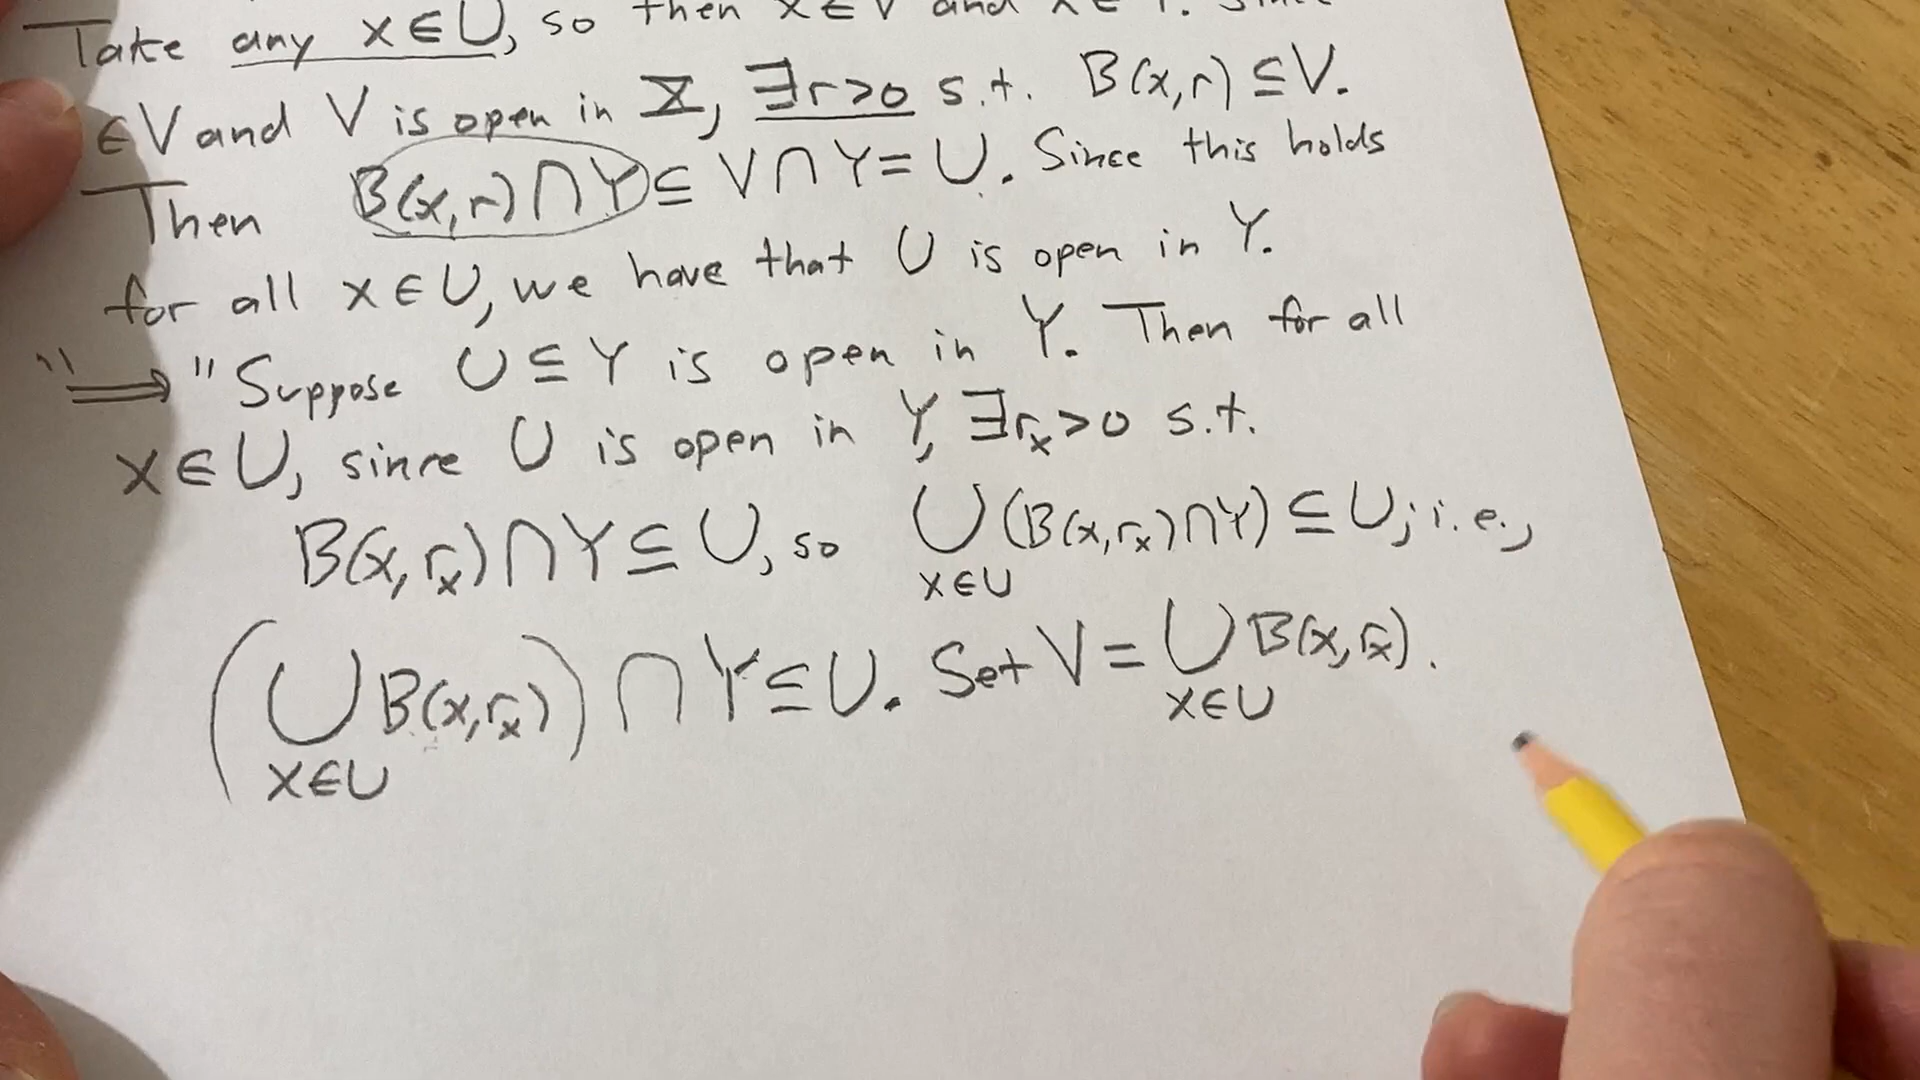 Take any x∈U, so then x∈V and x∈Y. Since
∈V and V is open in X, ∃r>0 s.t. B(x,r)⊆V.
Then B(x,r)∩Y⊆V∩Y=U. Since this holds
for all x∈U, we have that U is open in Y.
"⟹" Suppose U⊆Y is open in Y. Then for all
x∈U, sinre U is open in Y, ∃rₓ>0 s.t.
B(x,rₓ)∩Y⊆U, so ⋃(B(x,rₓ)∩Y)⊆U; i.e.,
x∈U
(⋃B(x,rₓ))∩Y⊆U. Set V=⋃B(x,rₓ).
x∈U x∈U